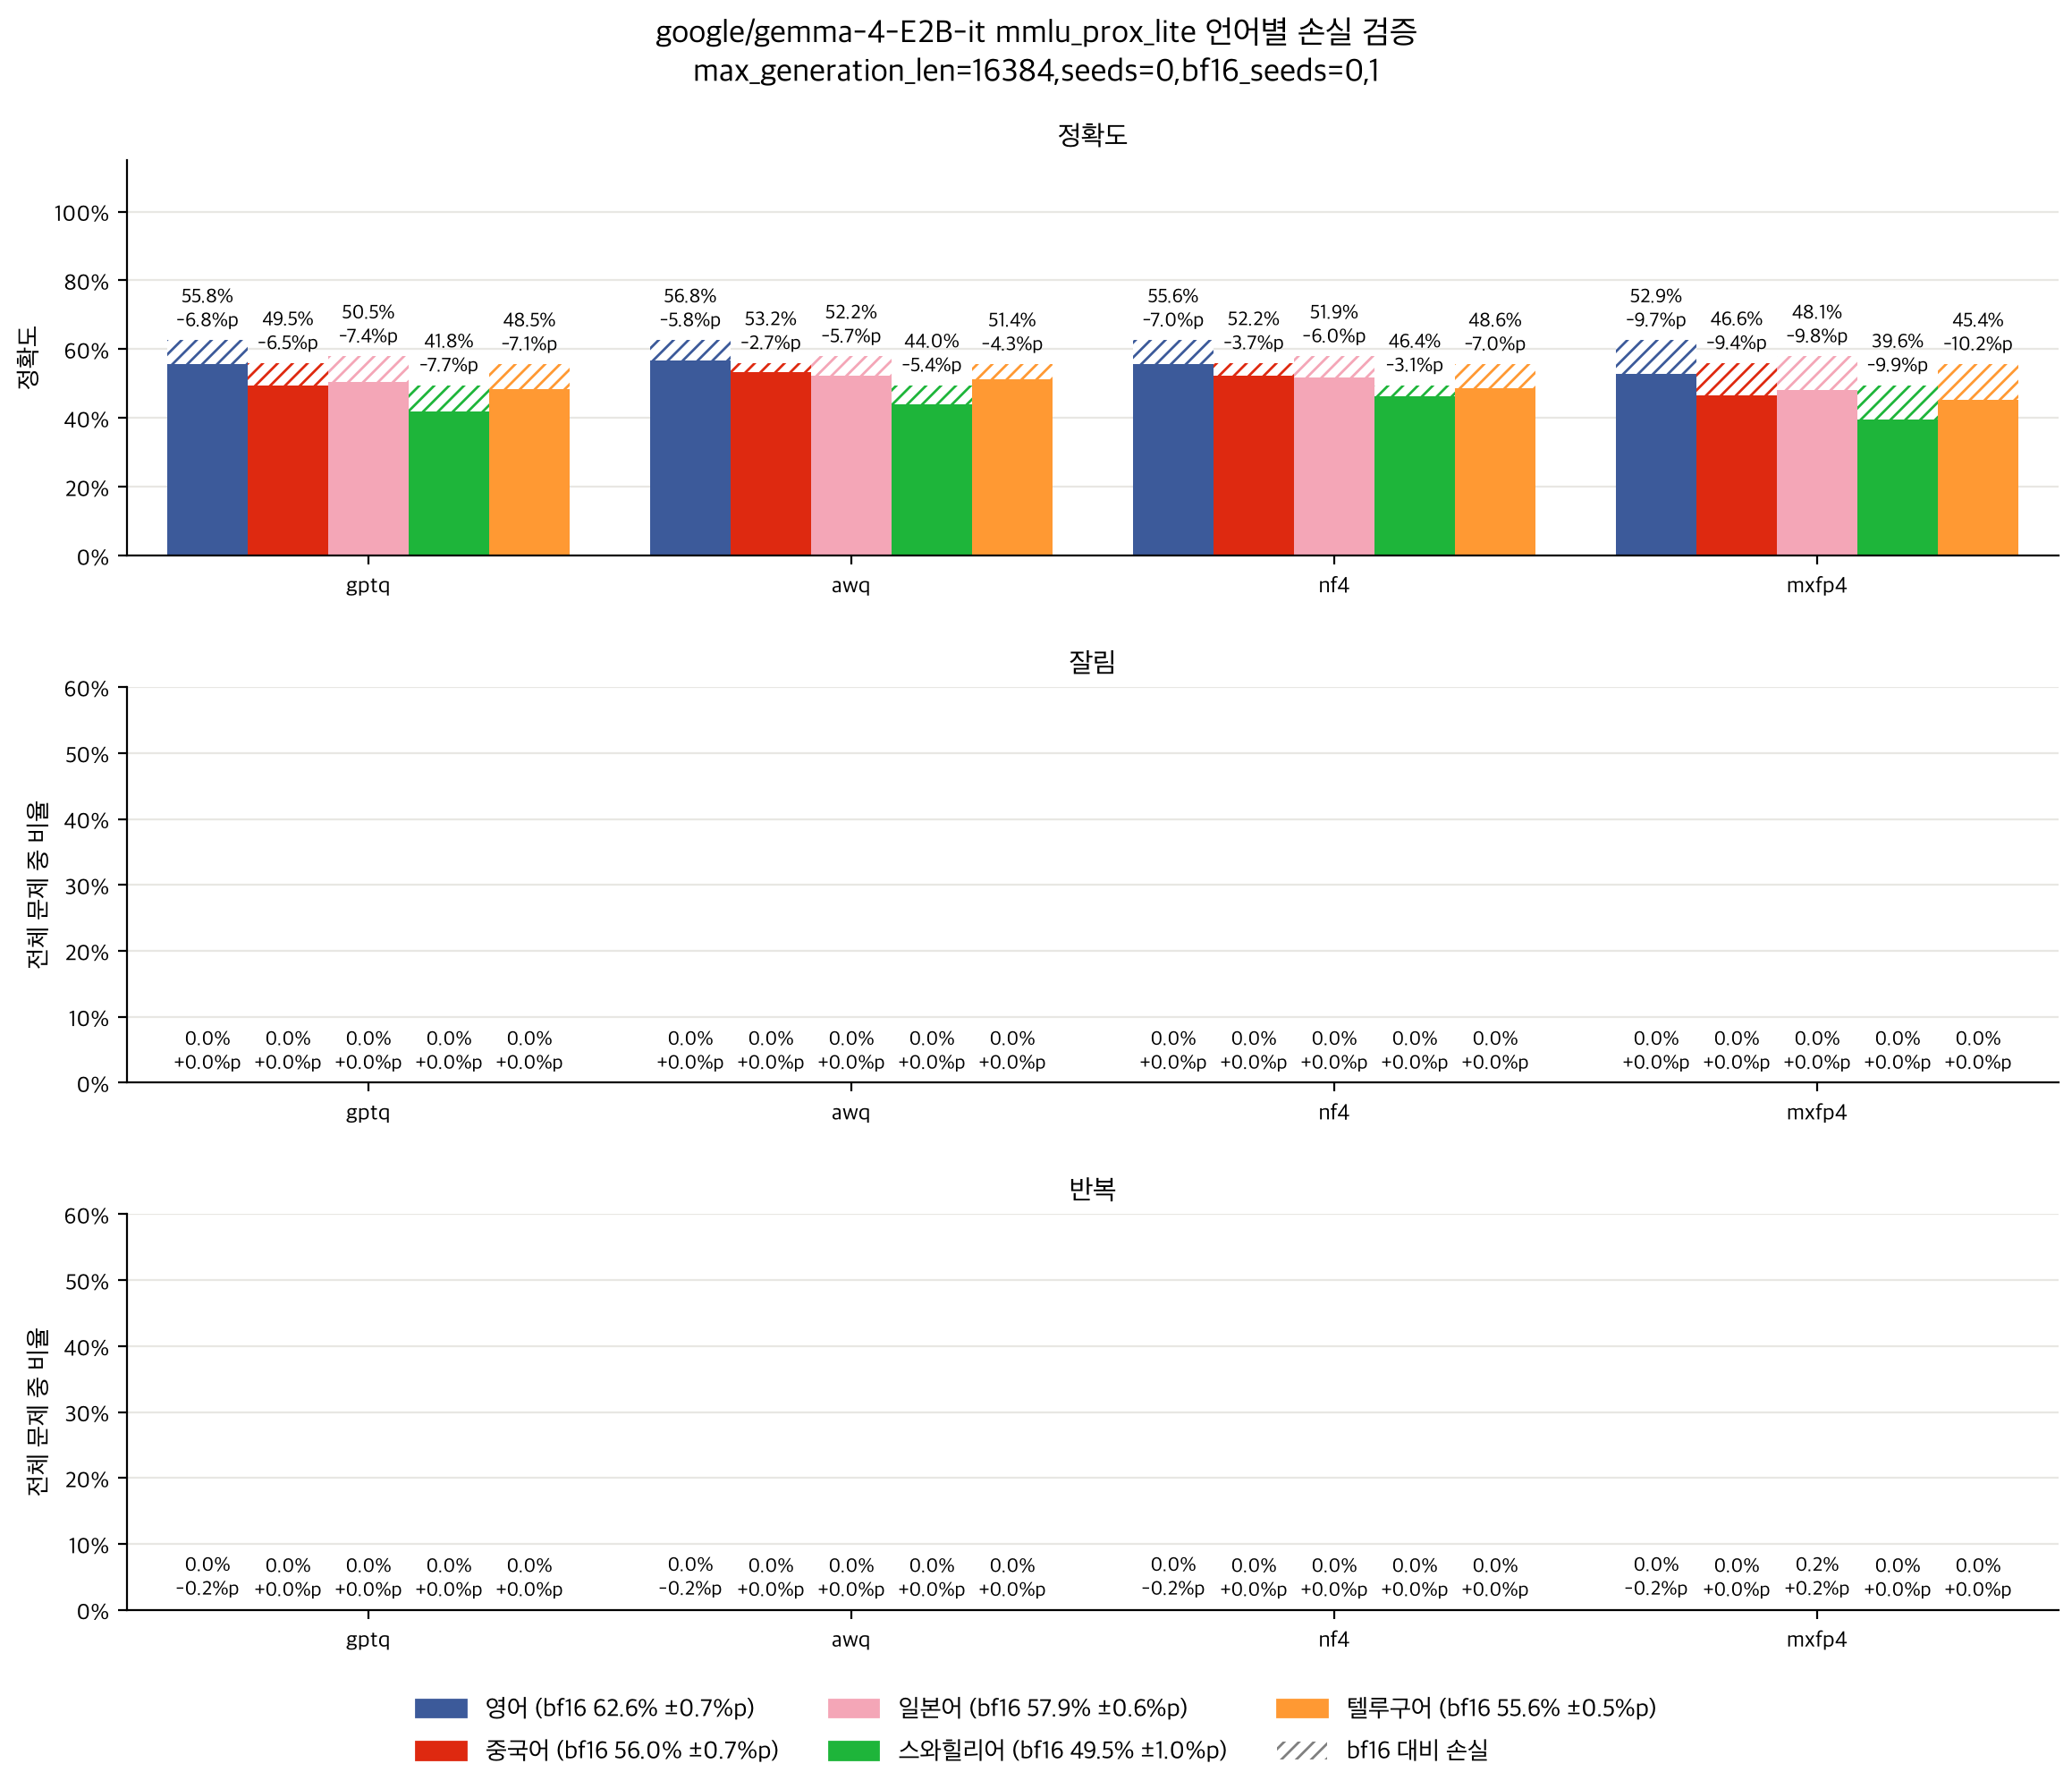 google/gemma-4-E2B-it mmlu_prox_lite 언어별 손실 검증
max_generation_len=16384,seeds=0,bf16_seeds=0,1
정확도
정확도
100%
80%
60%
40%
20%
0%
55.8% 49.5% 50.5% 41.8% 48.5%
-6.8%p -6.5%p -7.4%p -7.7%p -7.1%p
56.8% 53.2% 52.2% 44.0% 51.4%
-5.8%p -2.7%p -5.7%p -5.4%p -4.3%p
55.6% 52.2% 51.9% 46.4% 48.6%
-7.0%p -3.7%p -6.0%p -3.1%p -7.0%p
52.9% 46.6% 48.1% 39.6% 45.4%
-9.7%p -9.4%p -9.8%p -9.9%p -10.2%p
gptq awq nf4 mxfp4
잘림
전체 문제 중 비율
60%
50%
40%
30%
20%
10%
0%
0.0% 0.0% 0.0% 0.0% 0.0%
+0.0%p +0.0%p +0.0%p +0.0%p +0.0%p
0.0% 0.0% 0.0% 0.0% 0.0%
+0.0%p +0.0%p +0.0%p +0.0%p +0.0%p
0.0% 0.0% 0.0% 0.0% 0.0%
+0.0%p +0.0%p +0.0%p +0.0%p +0.0%p
0.0% 0.0% 0.0% 0.0% 0.0%
+0.0%p +0.0%p +0.0%p +0.0%p +0.0%p
gptq awq nf4 mxfp4
반복
전체 문제 중 비율
60%
50%
40%
30%
20%
10%
0%
0.0% 0.0% 0.0% 0.0% 0.0%
-0.2%p +0.0%p +0.0%p +0.0%p +0.0%p
0.0% 0.0% 0.0% 0.0% 0.0%
-0.2%p +0.0%p +0.0%p +0.0%p +0.0%p
0.0% 0.0% 0.0% 0.0% 0.0%
-0.2%p +0.0%p +0.0%p +0.0%p +0.0%p
0.0% 0.0% 0.2% 0.0% 0.0%
-0.2%p +0.0%p +0.2%p +0.0%p +0.0%p
gptq awq nf4 mxfp4
영어 (bf16 62.6% ±0.7%p) 일본어 (bf16 57.9% ±0.6%p) 텔루구어 (bf16 55.6% ±0.5%p)
중국어 (bf16 56.0% ±0.7%p) 스와힐리어 (bf16 49.5% ±1.0%p) bf16 대비 손실